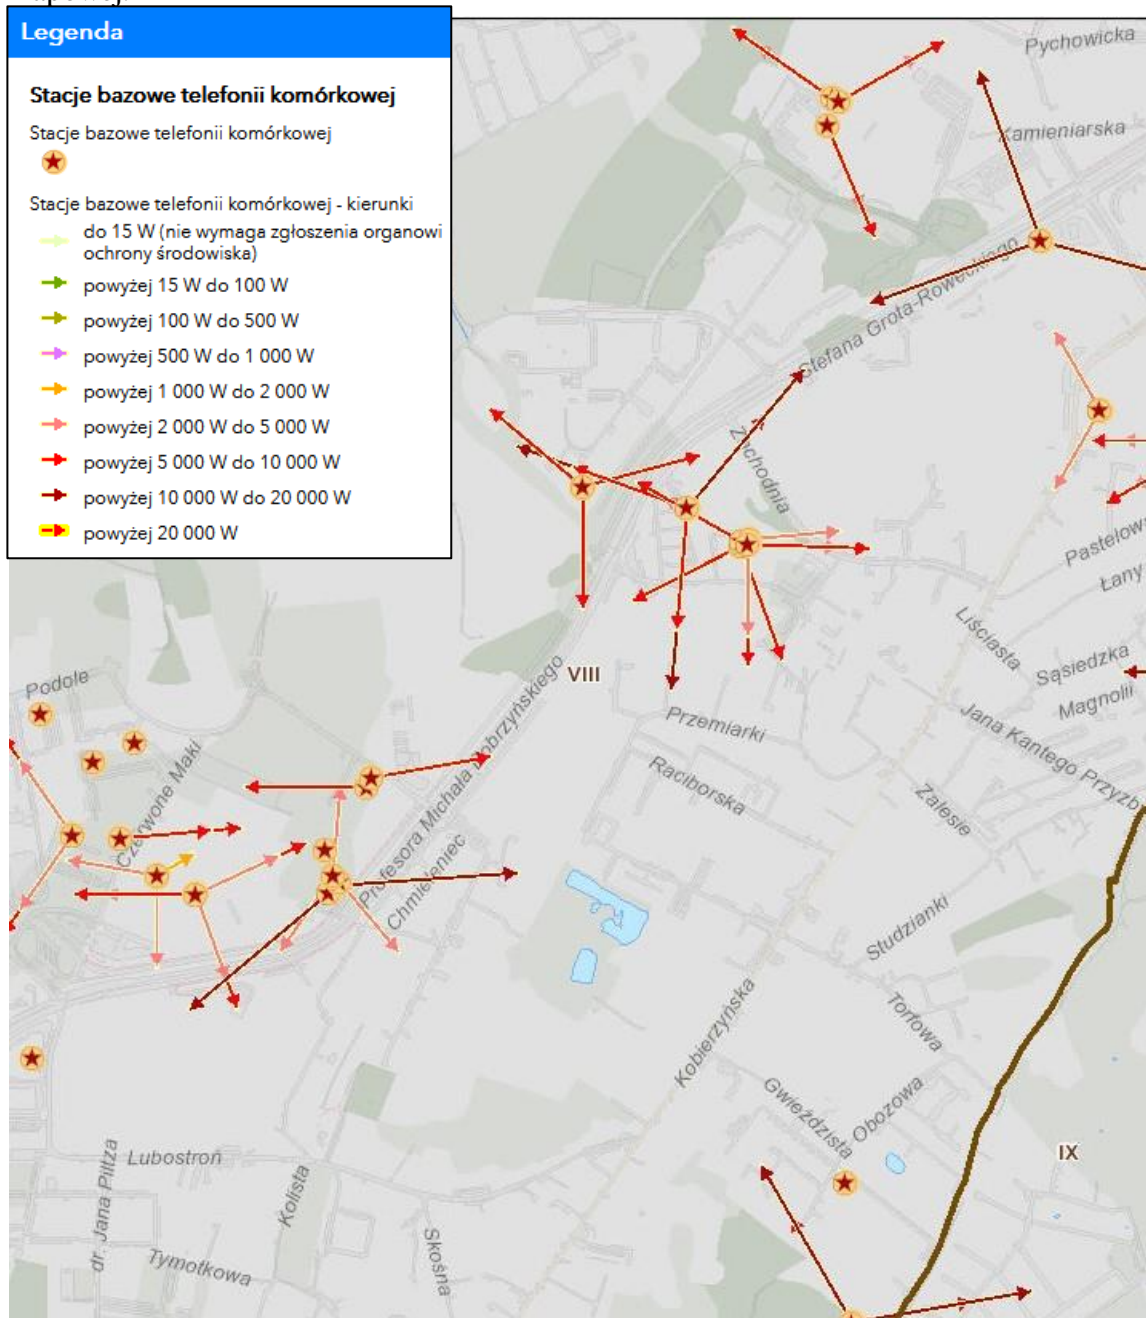 Legenda
Stacje bazowe telefonii komórkowej
Stacje bazowe telefonii komórkowej
Stacje bazowe telefonii komórkowej - kierunki
do 15 W (nie wymaga zgłoszenia organowi
ochrony środowiska)
powyżej 15 W do 100 W
powyżej 100 W do 500 W
powyżej 500 W do 1 000 W
powyżej 1 000 W do 2 000 W
powyżej 2 000 W do 5 000 W
powyżej 5 000 W do 10 000 W
powyżej 10 000 W do 20 000 W
powyżej 20 000 W
Pychowicka
Kamieniarska
Stefana Grota-Roweckiego
Zachodnia
Pastelow
Łany
Liściasta
Sąsiedzka
Magnolii
VIII
Podole
Przemiarki
Jana Kantego Przyzb
Raciborska
Zalesie
Czerwone Maki
Profesora Michała Bobrzyńskiego
Chmieleniec
Studzianki
Torfowa
Kobierzyńska
Gwieździsta
Obozowa
IX
Lubostroń
dr. Jana Piltza
Kolista
Skośna
Tymotkowa